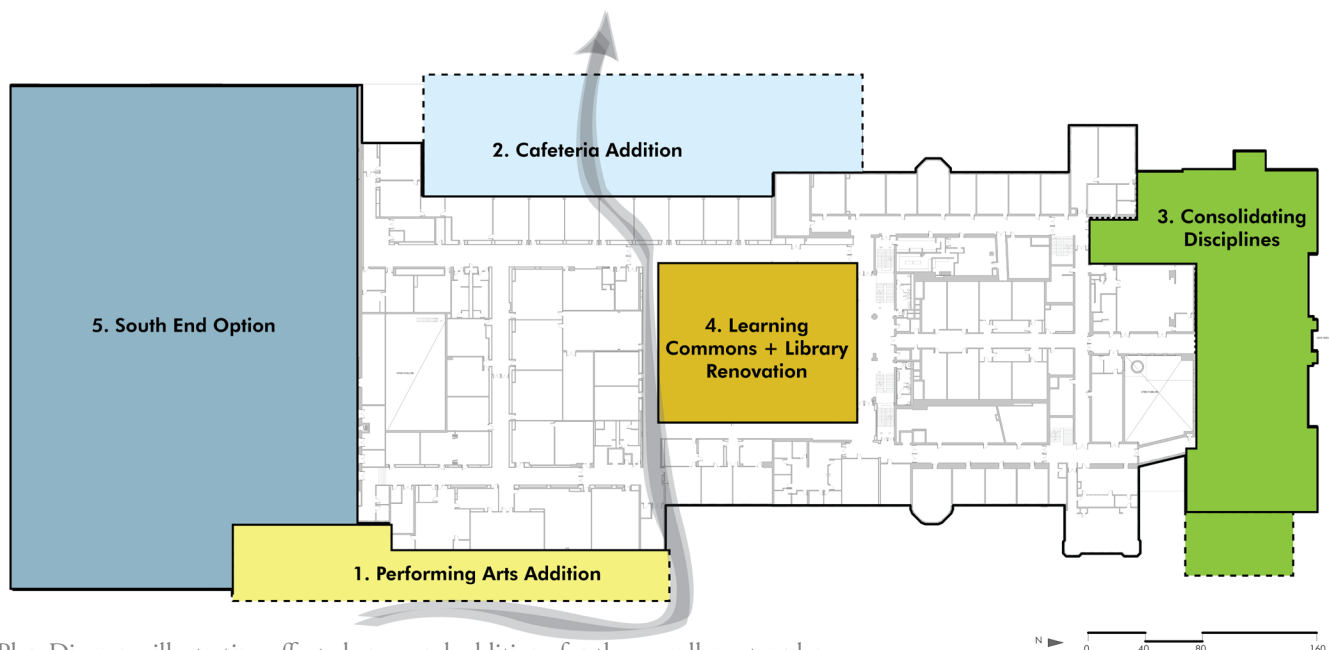 2. Cafeteria Addition
3. Consolidating
Disciplines
5. South End Option
4. Learning
Commons + Library
Renovation
1. Performing Arts Addition
N
0 40 80 160